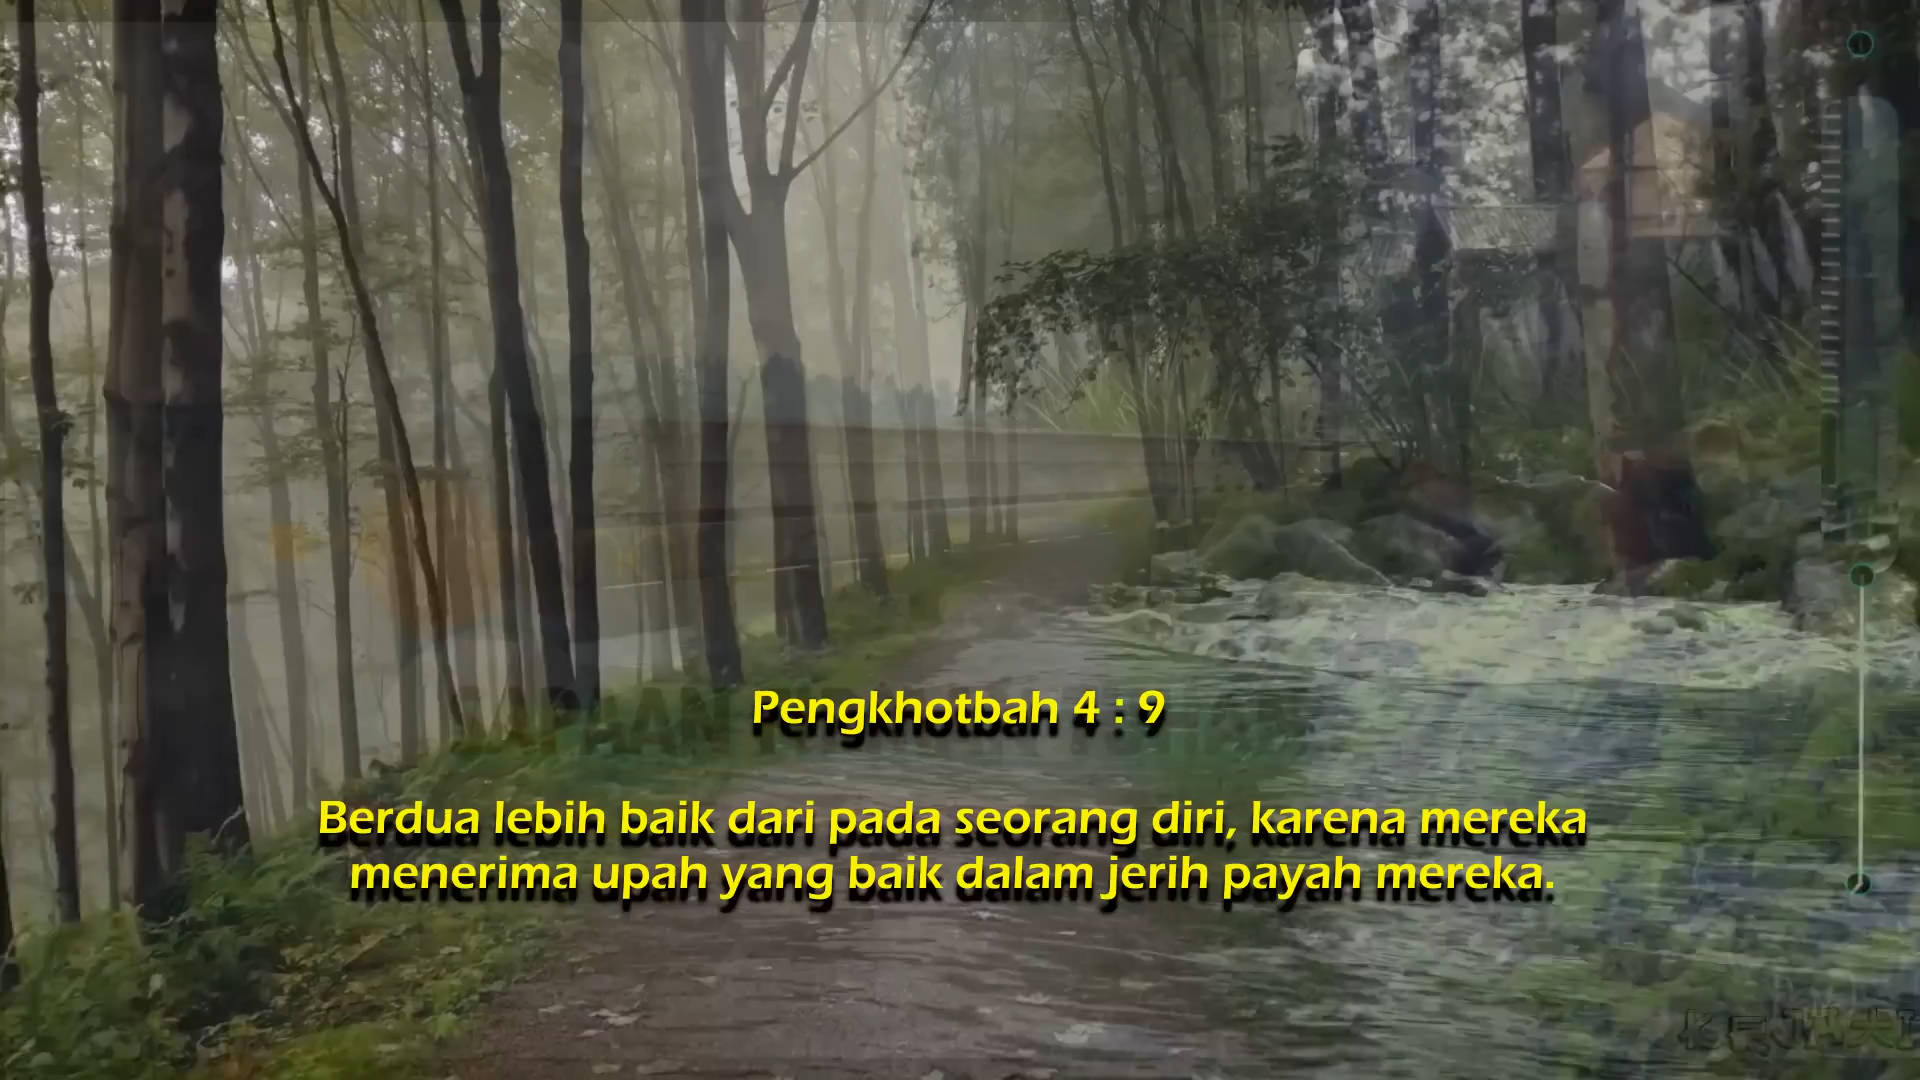 Pengkhotbah 4 : 9
Berdua lebih baik dari pada seorang diri, karena mereka
menerima upah yang baik dalam jerih payah mereka.